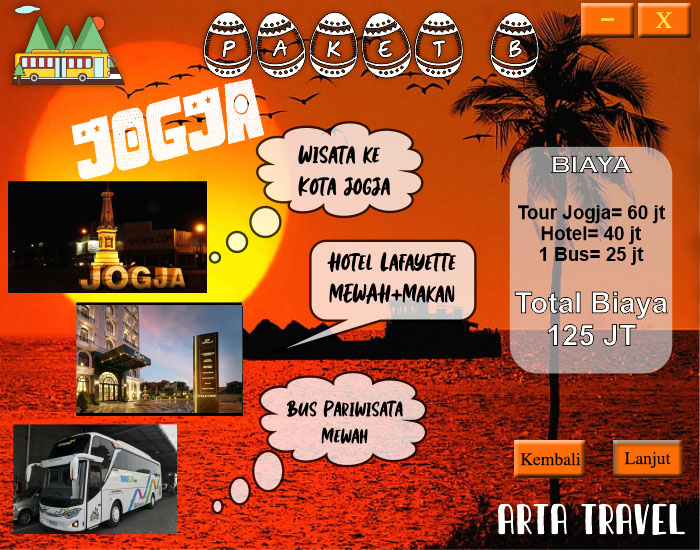 PAKET B
– X
JOGJA
WISATA KE
KOTA JOGJA
JOGJA
HOTEL LAFAYETTE
MEWAH+MAKAN
BUS PARIWISATA
MEWAH
BIAYA
Tour Jogja= 60 jt
Hotel= 40 jt
1 Bus= 25 jt
Total Biaya
125 JT
Kembali
Lanjut
ARTA TRAVEL